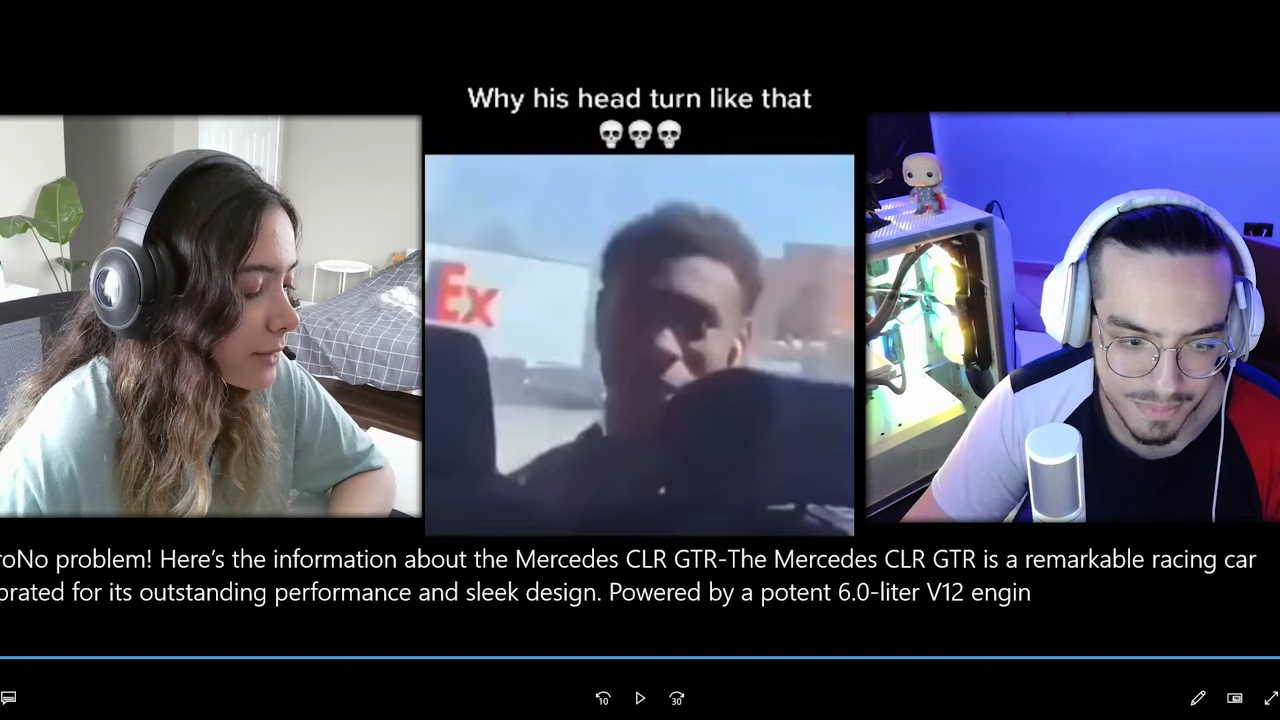 Why his head turn like that
💀💀💀
Ex
roNo problem! Here's the information about the Mercedes CLR GTR-The Mercedes CLR GTR is a remarkable racing car
brated for its outstanding performance and sleek design. Powered by a potent 6.0-liter V12 engin
10
30